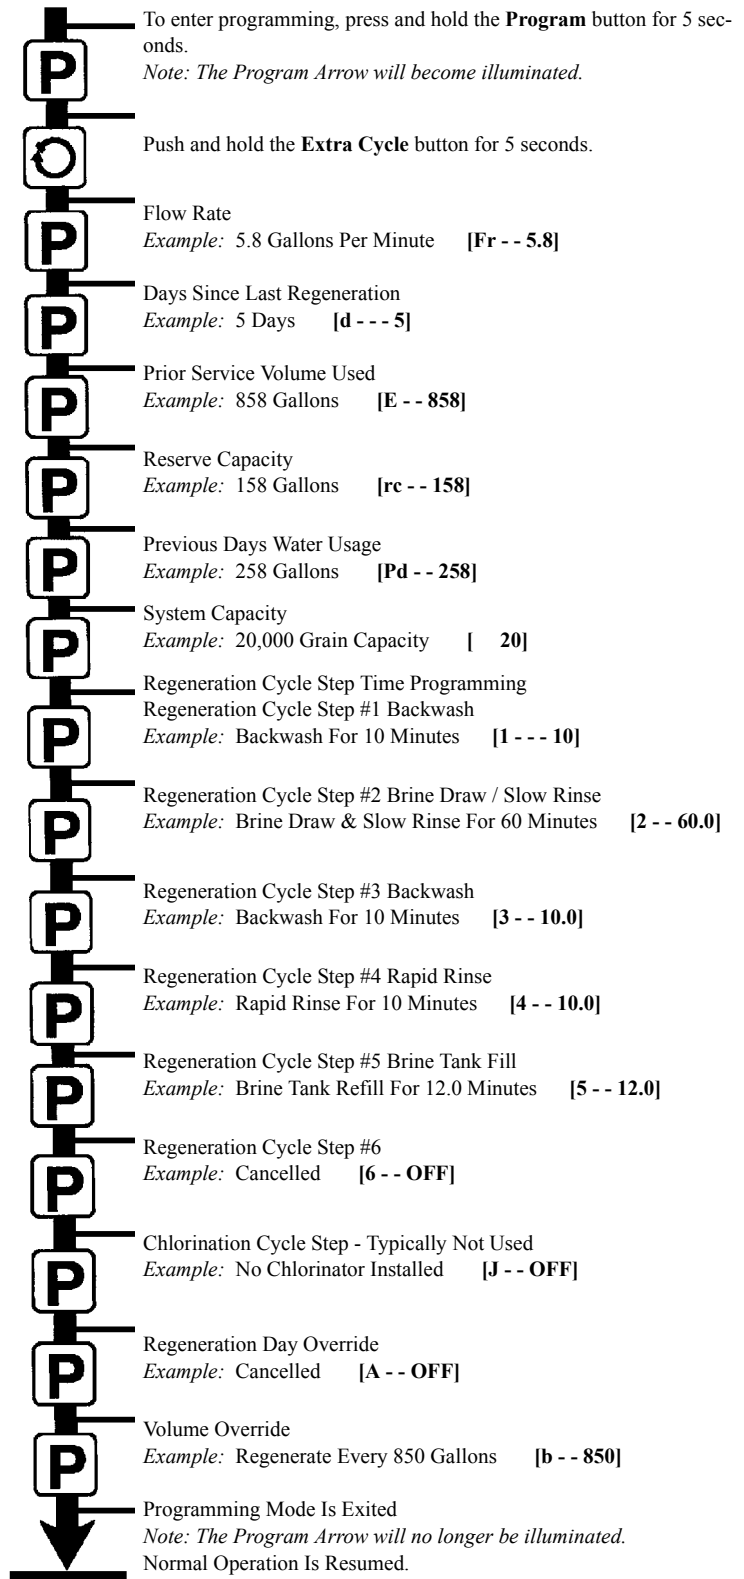 To enter programming, press and hold the Program button for 5 sec-
onds.
Note: The Program Arrow will become illuminated.
P
Push and hold the Extra Cycle button for 5 seconds.
Flow Rate
P
Example: 5.8 Gallons Per Minute [Fr - - 5.8]
Days Since Last Regeneration
P
Example: 5 Days [d - - - 5]
Prior Service Volume Used
P
Example: 858 Gallons [E - - 858]
Reserve Capacity
P
Example: 158 Gallons [rc - - 158]
Previous Days Water Usage
P
Example: 258 Gallons [Pd - - 258]
System Capacity
P
Example: 20,000 Grain Capacity [ 20]
Regeneration Cycle Step Time Programming
Regeneration Cycle Step #1 Backwash
P
Example: Backwash For 10 Minutes [1 - - - 10]
Regeneration Cycle Step #2 Brine Draw / Slow Rinse
P
Example: Brine Draw & Slow Rinse For 60 Minutes [2 - - 60.0]
Regeneration Cycle Step #3 Backwash
P
Example: Backwash For 10 Minutes [3 - - 10.0]
Regeneration Cycle Step #4 Rapid Rinse
P
Example: Rapid Rinse For 10 Minutes [4 - - 10.0]
Regeneration Cycle Step #5 Brine Tank Fill
P
Example: Brine Tank Refill For 12.0 Minutes [5 - - 12.0]
Regeneration Cycle Step #6
P
Example: Cancelled [6 - - OFF]
Chlorination Cycle Step - Typically Not Used
P
Example: No Chlorinator Installed [J - - OFF]
Regeneration Day Override
P
Example: Cancelled [A - - OFF]
Volume Override
P
Example: Regenerate Every 850 Gallons [b - - 850]
Programming Mode Is Exited
Note: The Program Arrow will no longer be illuminated.
Normal Operation Is Resumed.